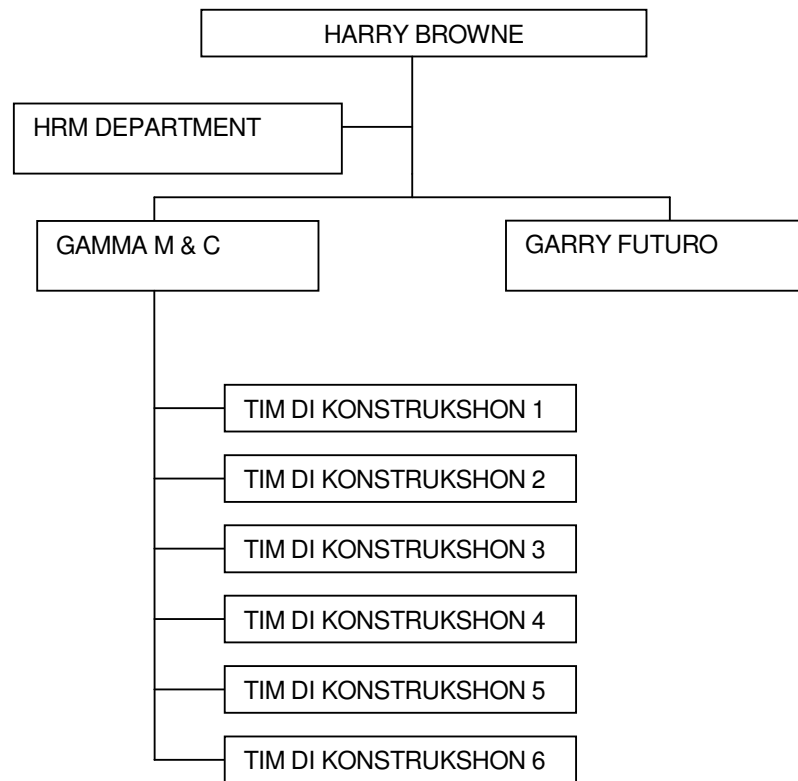 HARRY BROWNE
HRM DEPARTMENT
GAMMA M & C
GARRY FUTURO
TIM DI KONSTRUKSHON 1
TIM DI KONSTRUKSHON 2
TIM DI KONSTRUKSHON 3
TIM DI KONSTRUKSHON 4
TIM DI KONSTRUKSHON 5
TIM DI KONSTRUKSHON 6